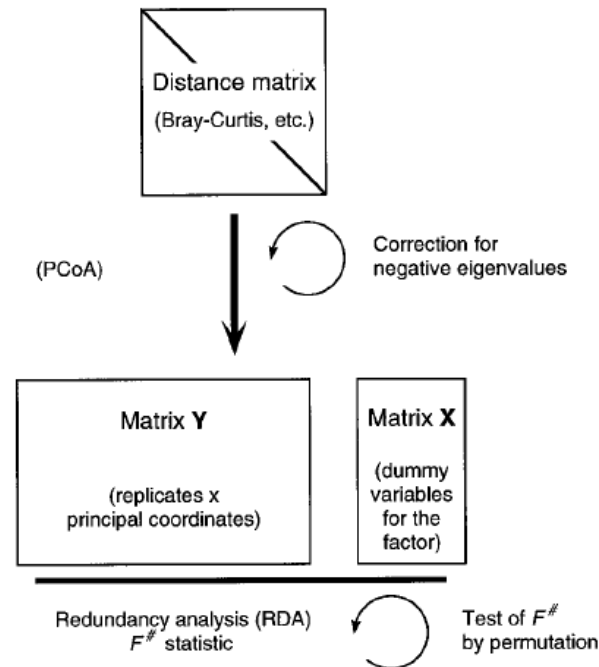 Distance matrix
(Bray-Curtis, etc.)
(PCoA)
Correction for
negative eigenvalues
Matrix Y
(replicates x
principal coordinates)
Matrix X
(dummy
variables
for the
factor)
Redundancy analysis (RDA)
F# statistic
Test of F#
by permutation